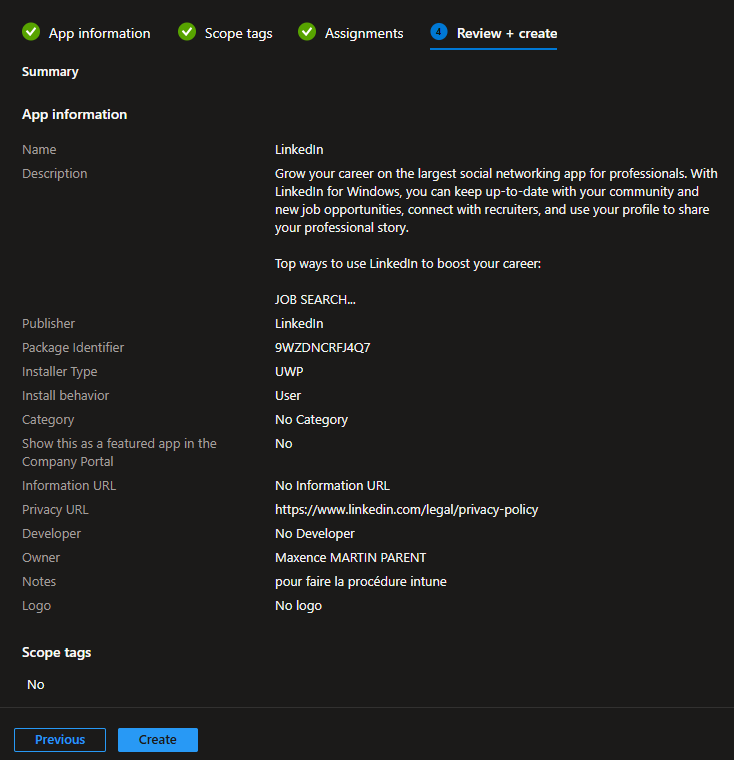 App information
Scope tags
Assignments
4
Review + create
Summary
App information
Name
LinkedIn
Description
Grow your career on the largest social networking app for professionals. With
LinkedIn for Windows, you can keep up-to-date with your community and
new job opportunities, connect with recruiters, and use your profile to share
your professional story.
Top ways to use LinkedIn to boost your career:
JOB SEARCH...
Publisher
LinkedIn
Package Identifier
9WZDNCRFJ4Q7
Installer Type
UWP
Install behavior
User
Category
No Category
Show this as a featured app in the
Company Portal
No
Information URL
No Information URL
Privacy URL
https://www.linkedin.com/legal/privacy-policy
Developer
No Developer
Owner
Maxence MARTIN PARENT
Notes
pour faire la procédure intune
Logo
No logo
Scope tags
No
Previous
Create